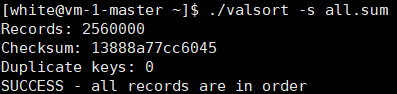 [white@vm-1-master ~]$ ./valsort -s all.sum
Records: 2560000
Checksum: 13888a77cc6045
Duplicate keys: 0
SUCCESS - all records are in order